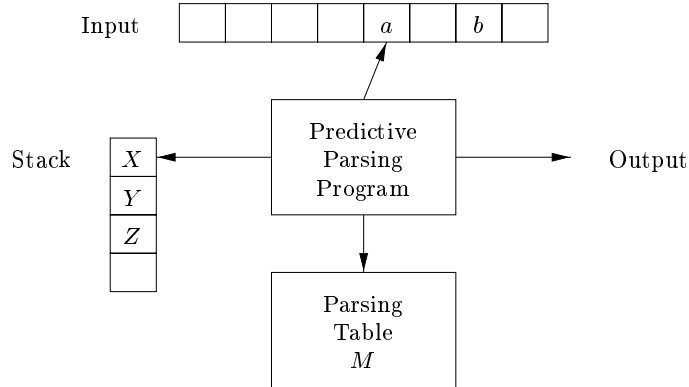 Input
a
b
Predictive
Parsing
Program
Stack
X
Y
Z
Output
Parsing
Table
M